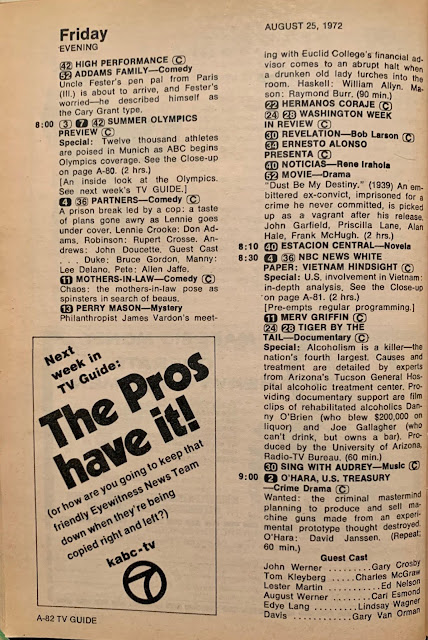 Friday
AUGUST 25, 1972
EVENING
42 HIGH PERFORMANCE C
52 ADDAMS FAMILY—Comedy
Uncle Fester's pen pal from Paris
(Ill.) is about to arrive, and Fester's
worried—he described himself as
the Cary Grant type.
8:00 3 7 42 SUMMER OLYMPICS
PREVIEW C
Special: Twelve thousand athletes
are poised in Munich as ABC begins
Olympics coverage. See the Close-up
on page A-80. (2 hrs.)
[An inside look at the Olympics.
See next week's TV GUIDE.]
4 36 PARTNERS—Comedy C
A prison break led by a cop: a taste
of plans gone awry as Lennie goes
under cover. Lennie Crooke: Don Ad-
ams, Robinson: Rupert Crosse. An-
drews: John Doucette. Guest Cast
. . . Duke: Bruce Gordon. Manny:
Lee Delano. Pete: Allen Jaffe.
11 MOTHERS-IN-LAW—Comedy C
Chaos: the mothers-in-law pose as
spinsters in search of beaus.
13 PERRY MASON—Mystery
Philanthropist James Vardon's meet-
Next
week in
TV Guide:
The Pros
have it!
(or how are you going to keep that
friendly Eyewitness News Team
down when they're being
copied right and left?)
kabc·tv
7
A-82 TV GUIDE
ing with Euclid College's financial ad-
visor comes to an abrupt halt when
a drunken old lady lurches into the
room. Haskell: William Allyn. Ma-
son: Raymond Burr. (90 min.)
22 HERMANOS CORAJE C
24 28 WASHINGTON WEEK
IN REVIEW C
30 REVELATION—Bob Larson C
34 ERNESTO ALONSO
PRESENTA C
40 NOTICIAS—Rene Irahola
52 MOVIE—Drama
"Dust Be My Destiny." (1939) An em-
bittered ex-convict, imprisoned for a
crime he never committed, is picked
up as a vagrant after his release.
John Garfield, Priscilla Lane, Alan
Hale, Frank McHugh. (2 hrs.)
8:10 40 ESTACION CENTRAL—Novela
8:30 4 36 NBC NEWS WHITE
PAPER: VIETNAM HINDSIGHT C
Special: U.S. involvement in Vietnam:
in-depth analysis. See the Close-up
on page A-81. (2 hrs.)
[Pre-empts regular programming.]
11 MERV GRIFFIN C
24 28 TIGER BY THE
TAIL—Documentary C
Special: Alcoholism is a killer—the
nation's fourth largest. Causes and
treatment are detailed by experts
from Arizona's Tucson General Hos-
pital alcoholic treatment center. Pro-
viding documentary support are film
clips of rehabilitated alcoholics Dan-
ny O'Brien (who blew $200,000 on
liquor) and Joe Gallagher (who
can't drink, but owns a bar). Pro-
duced by the University of Arizona,
Radio-TV Bureau. (60 min.)
30 SING WITH AUDREY—Music C
9:00 2 O'HARA, U.S. TREASURY
—Crime Drama C
Wanted: the criminal mastermind
planning to produce and sell ma-
chine guns made from an experi-
mental prototype thought destroyed.
O'Hara: David Janssen. (Repeat;
60 min.)
Guest Cast
John Werner .........Gary Crosby
Tom Kleyberg .....Charles McGraw
Lester Martin ............Ed Nelson
August Werner ......Carl Esmond
Edye Lang .........Lindsay Wagner
Davis ............Gary Van Orman